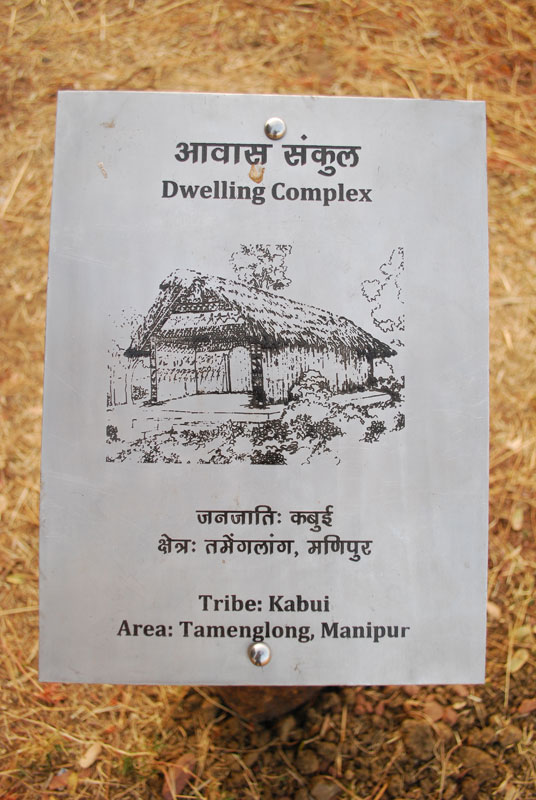 आवास संकुल
Dwelling Complex
जनजातिः कबुई
क्षेत्रः तमेंगलांग, मणिपुर
Tribe: Kabui
Area: Tamenglong, Manipur